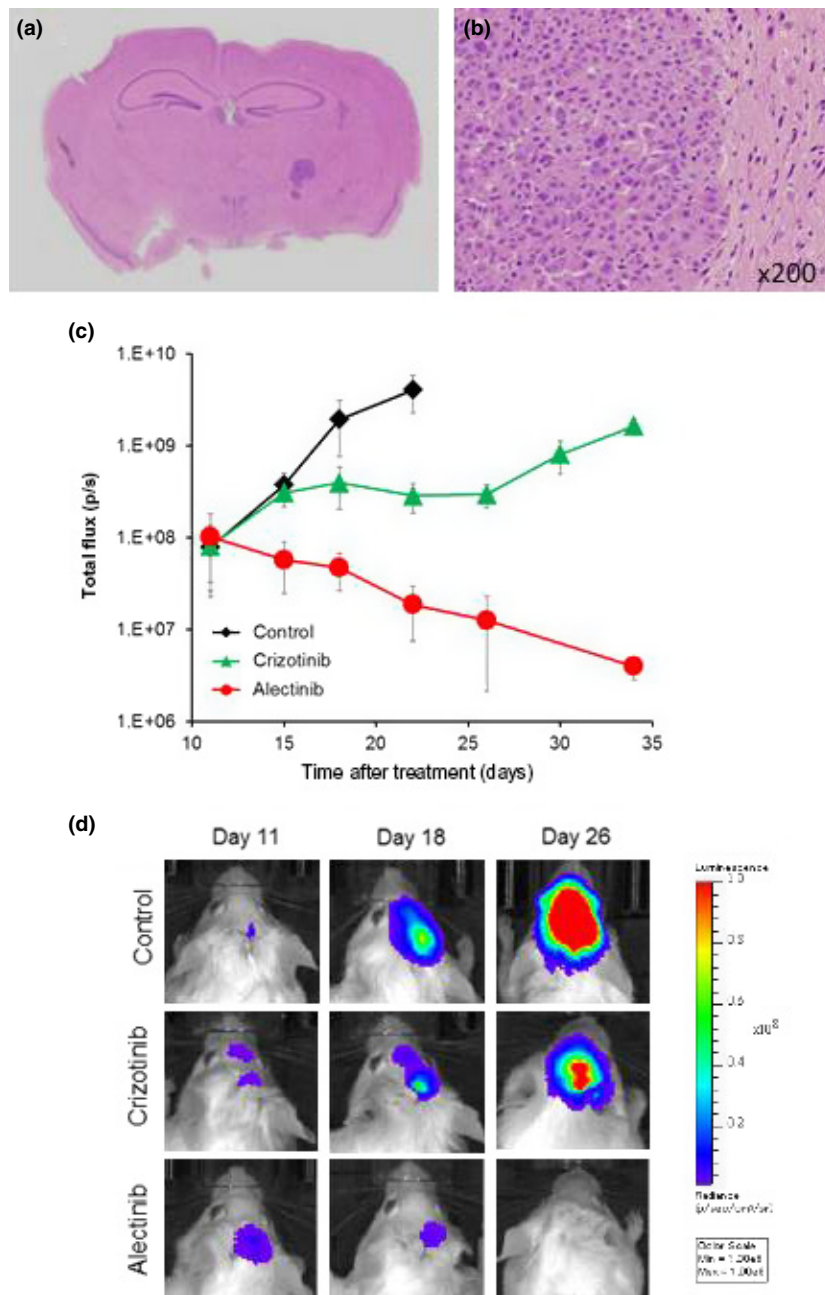 (a)
(b)
x200
(c)
Total flux (p/s)
1.E+10
1.E+09
1.E+08
1.E+07
1.E+06
Control
Crizotinib
Alectinib
10
15
20
25
30
35
Time after treatment (days)
(d)
Day 11
Day 18
Day 26
Control
Crizotinib
Alectinib
Luminescence
1.0
0.8
0.6
0.4
0.2
Radiance
Color Scale